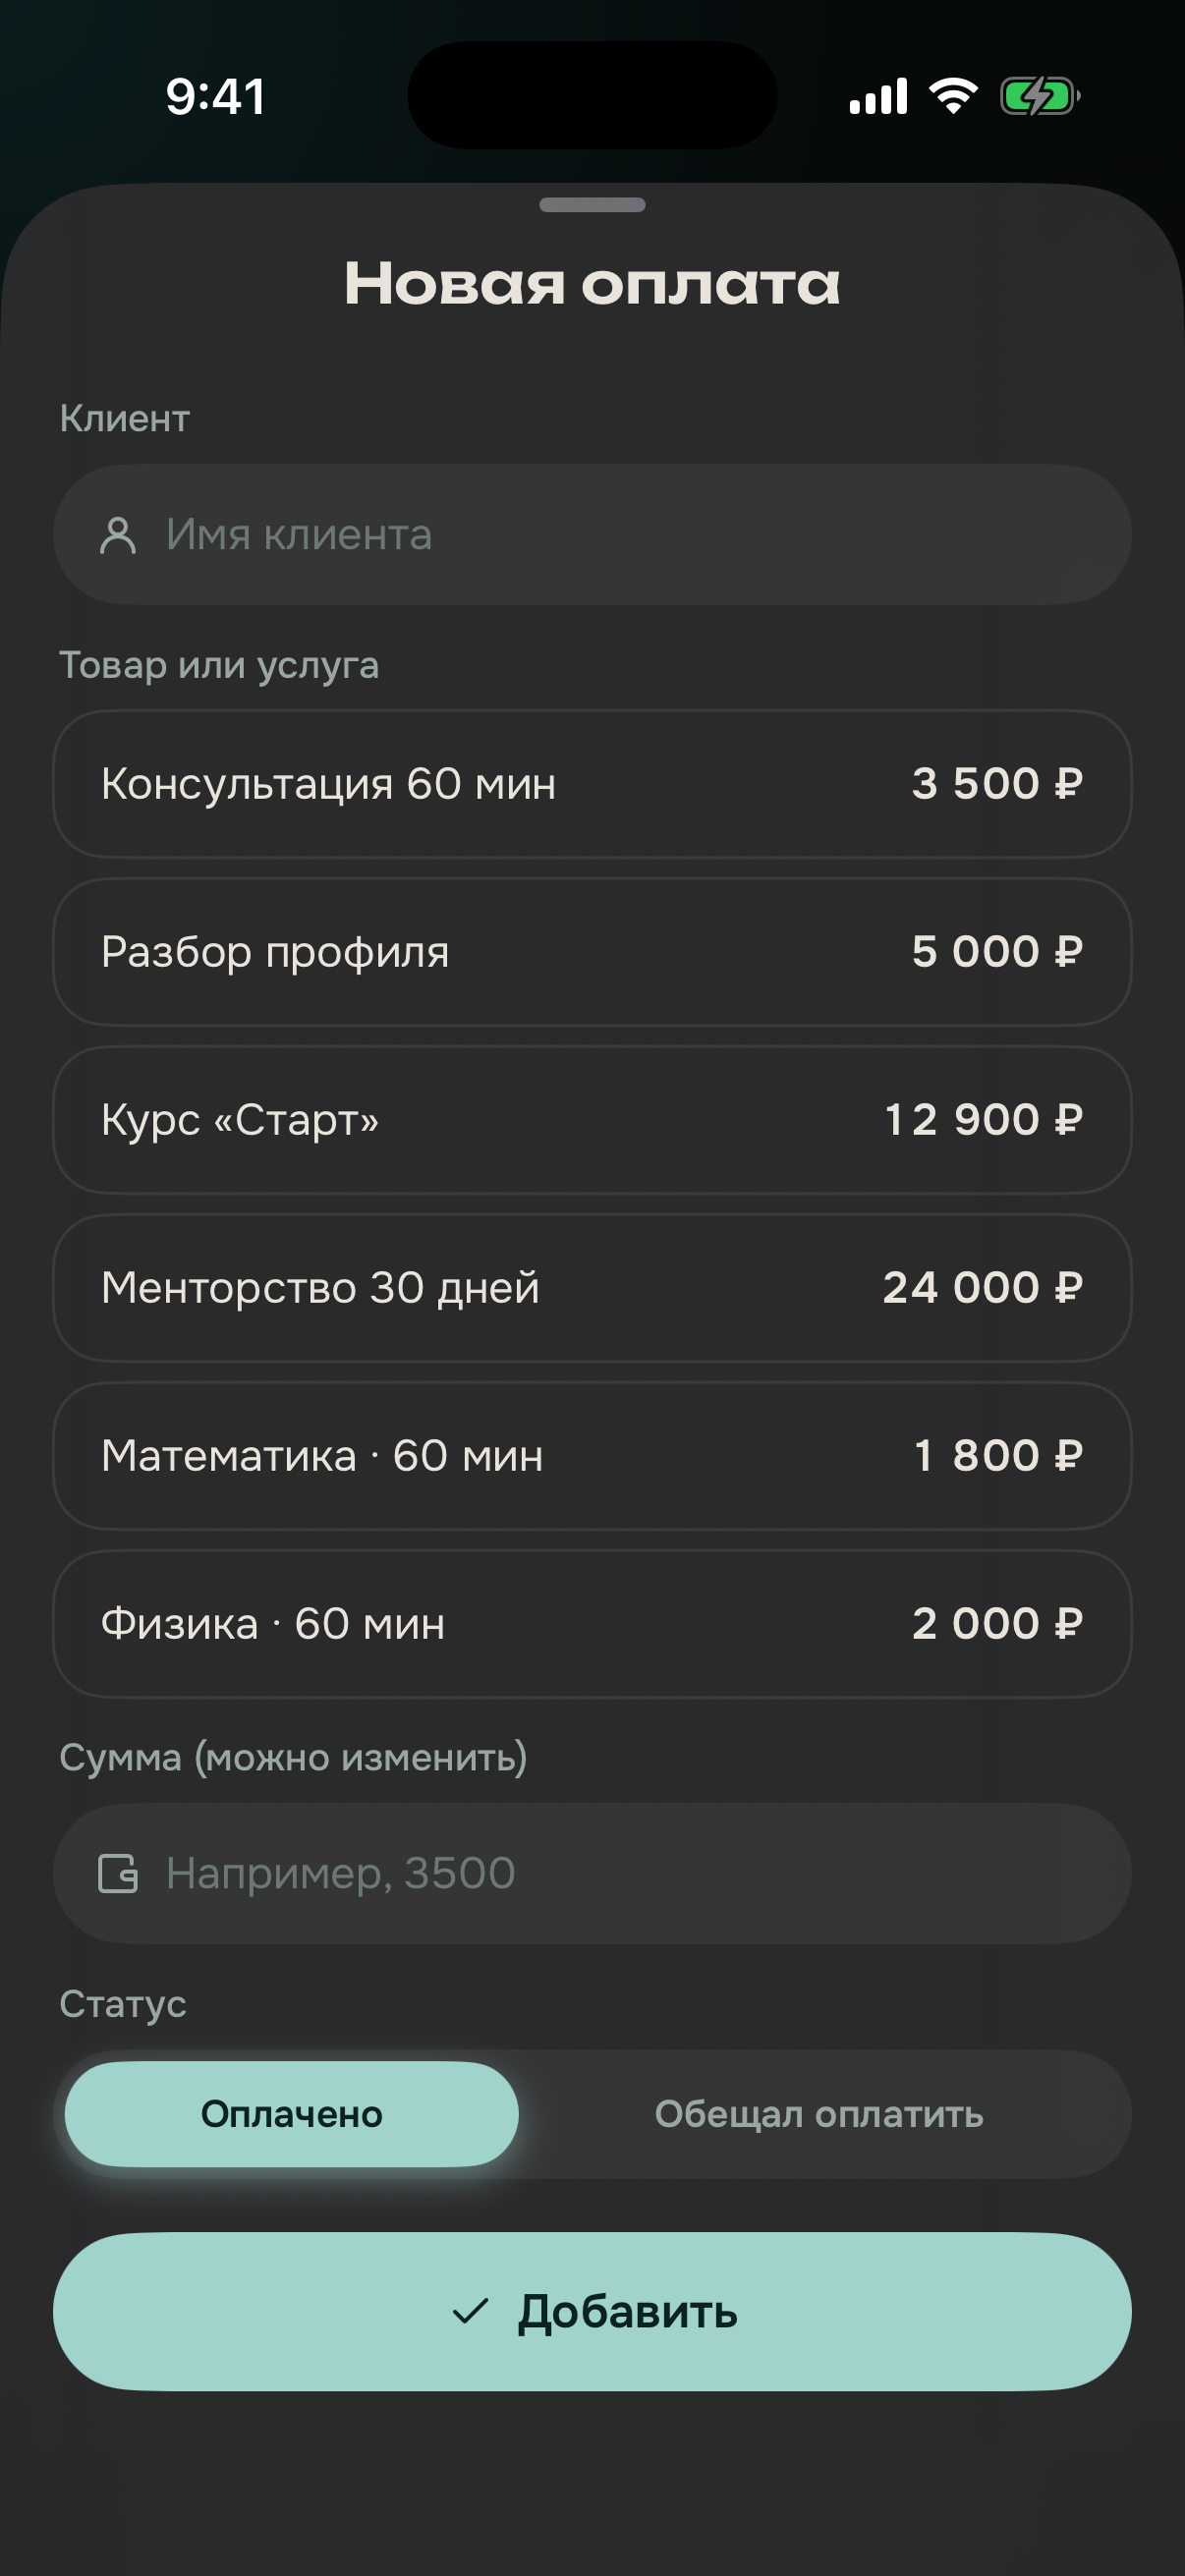 9:41
Новая оплата
Клиент
Имя клиента
Товар или услуга
Консультация 60 мин 3 500 ₽
Разбор профиля 5 000 ₽
Курс «Старт» 12 900 ₽
Менторство 30 дней 24 000 ₽
Математика · 60 мин 1 800 ₽
Физика · 60 мин 2 000 ₽
Сумма (можно изменить)
Например, 3500
Статус
Оплачено Обещал оплатить
Добавить